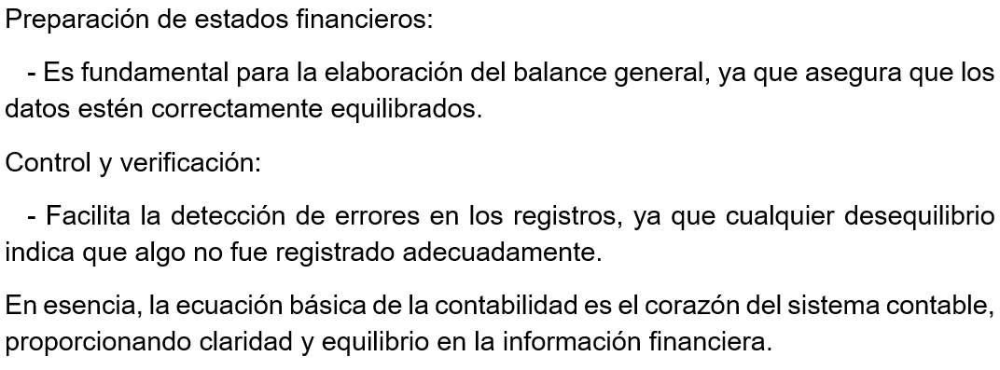 Preparación de estados financieros:
- Es fundamental para la elaboración del balance general, ya que asegura que los
datos estén correctamente equilibrados.
Control y verificación:
- Facilita la detección de errores en los registros, ya que cualquier desequilibrio
indica que algo no fue registrado adecuadamente.
En esencia, la ecuación básica de la contabilidad es el corazón del sistema contable,
proporcionando claridad y equilibrio en la información financiera.